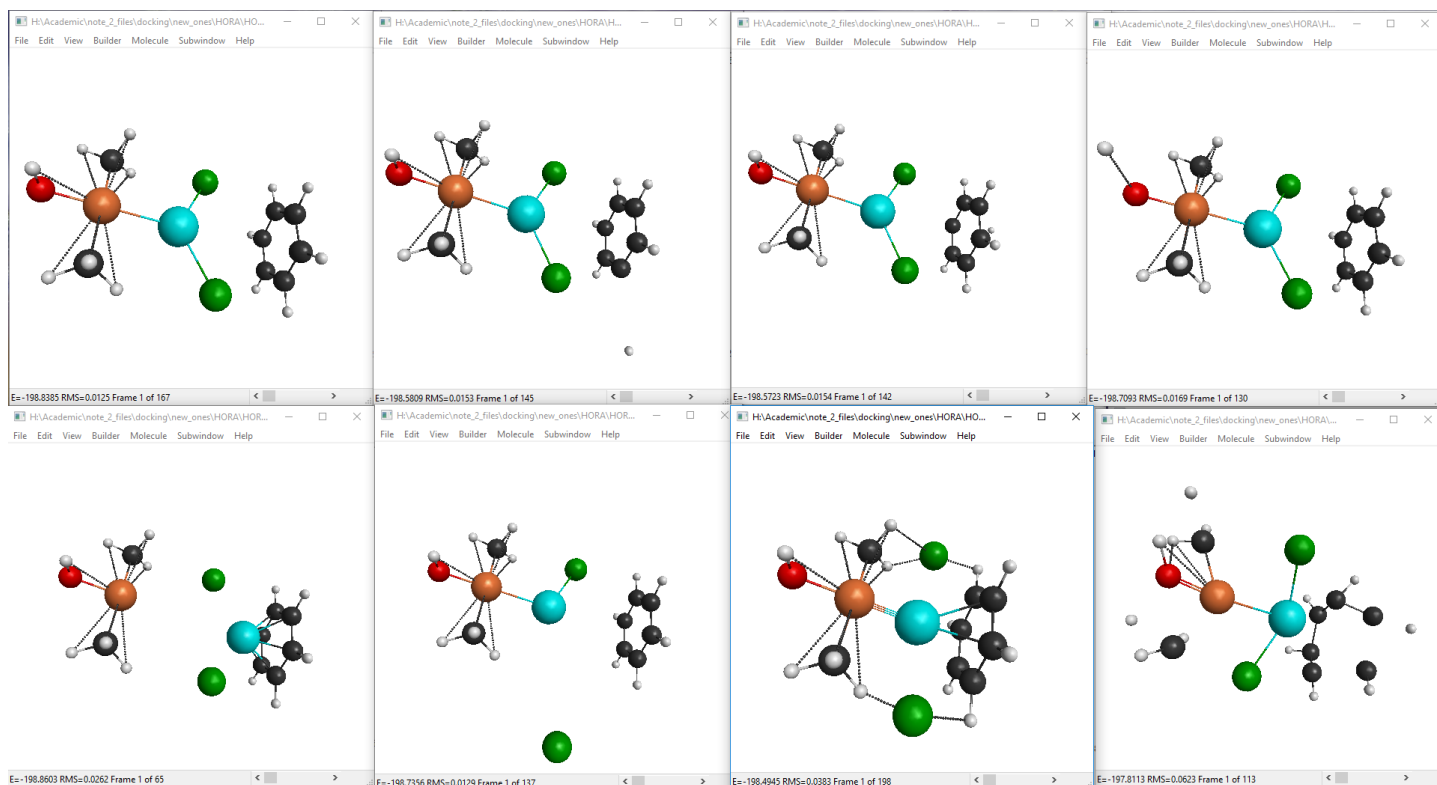 H:\Academic\note_2_files\docking\new_ones\HORA\HO...
File Edit View Builder Molecule Subwindow Help
E=-198.8385 RMS=0.0125 Frame 1 of 167
H:\Academic\note_2_files\docking\new_ones\HORA\H...
File Edit View Builder Molecule Subwindow Help
E=-198.5809 RMS=0.0153 Frame 1 of 145
H:\Academic\note_2_files\docking\new_ones\HORA\HO...
File Edit View Builder Molecule Subwindow Help
E=-198.5723 RMS=0.0154 Frame 1 of 142
H:\Academic\note_2_files\docking\new_ones\HORA\H...
File Edit View Builder Molecule Subwindow Help
E=-198.7093 RMS=0.0169 Frame 1 of 130
H:\Academic\note_2_files\docking\new_ones\HORA\HOR...
File Edit View Builder Molecule Subwindow Help
E=-198.8603 RMS=0.0262 Frame 1 of 65
H:\Academic\note_2_files\docking\new_ones\HORA\HO...
File Edit View Builder Molecule Subwindow Help
E=-198.7356 RMS=0.0129 Frame 1 of 137
H:\Academic\note_2_files\docking\new_ones\HORA\HO...
File Edit View Builder Molecule Subwindow Help
E=-198.4945 RMS=0.0383 Frame 1 of 198
H:\Academic\note_2_files\docking\new_ones\HORA\...
File Edit View Builder Molecule Subwindow Help
E=-197.8113 RMS=0.0623 Frame 1 of 113